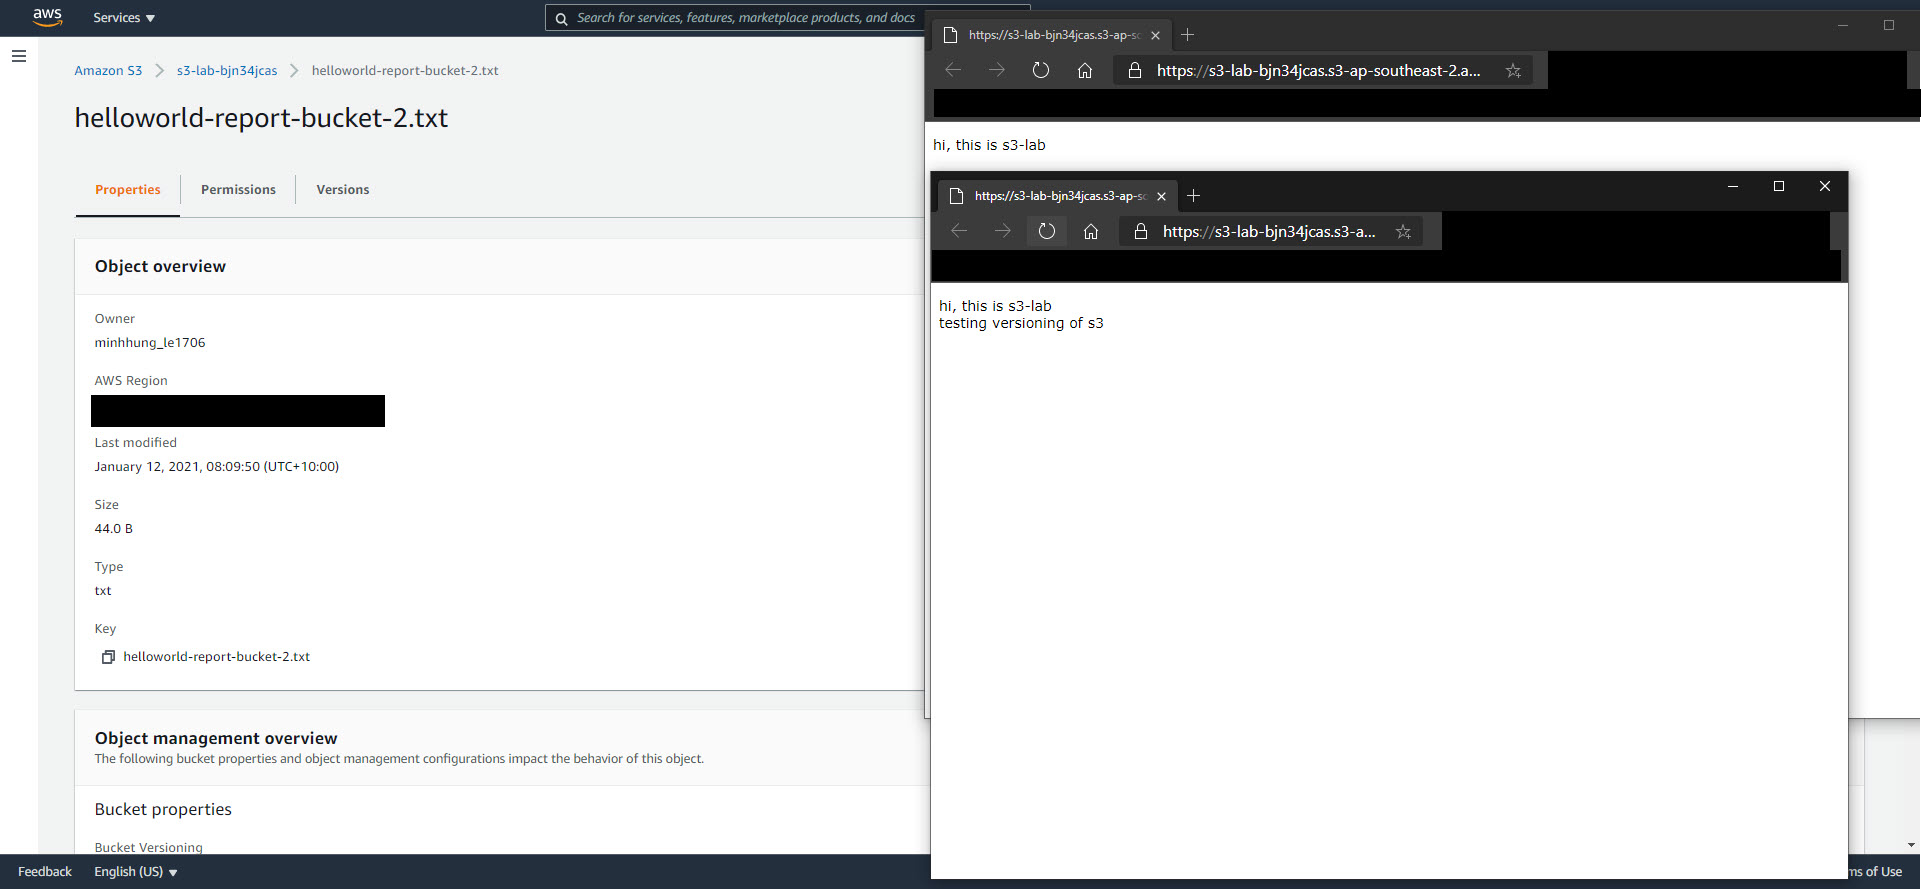 aws
Services
Search for services, features, marketplace products, and docs
Amazon S3
s3-lab-bjn34jcas
helloworld-report-bucket-2.txt
helloworld-report-bucket-2.txt
Properties
Permissions
Versions
Object overview
Owner
minhhung_le1706
AWS Region
Last modified
January 12, 2021, 08:09:50 (UTC+10:00)
Size
44.0 B
Type
txt
Key
helloworld-report-bucket-2.txt
Object management overview
The following bucket properties and object management configurations impact the behavior of this object.
Bucket properties
Bucket Versioning
Feedback
English (US)
ms of Use
https://s3-lab-bjn34jcas.s3-ap-so
https://s3-lab-bjn34jcas.s3-ap-southeast-2.a...
hi, this is s3-lab
https://s3-lab-bjn34jcas.s3-ap-so
https://s3-lab-bjn34jcas.s3-a...
hi, this is s3-lab
testing versioning of s3